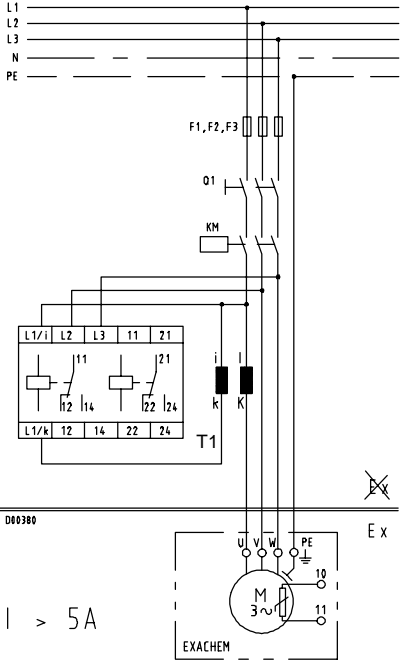 L1
L2
L3
N
PE
F1,F2,F3
Q1
KM
L1/i L2 L3 11 21
11 21
12 14 22 24
L1/k 12 14 22 24
i l
k K
T1
Ex
D00380
Ex
U V W PE
10
M
3~
11
I > 5A
EXACHEM